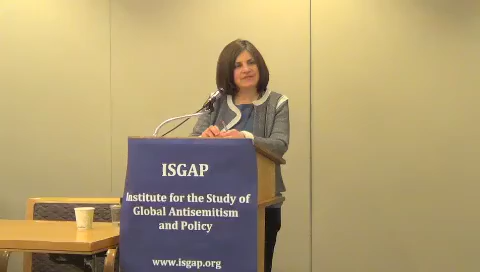 ISGAP
Institute for the Study of
Global Antisemitism
and Policy
www.isgap.org